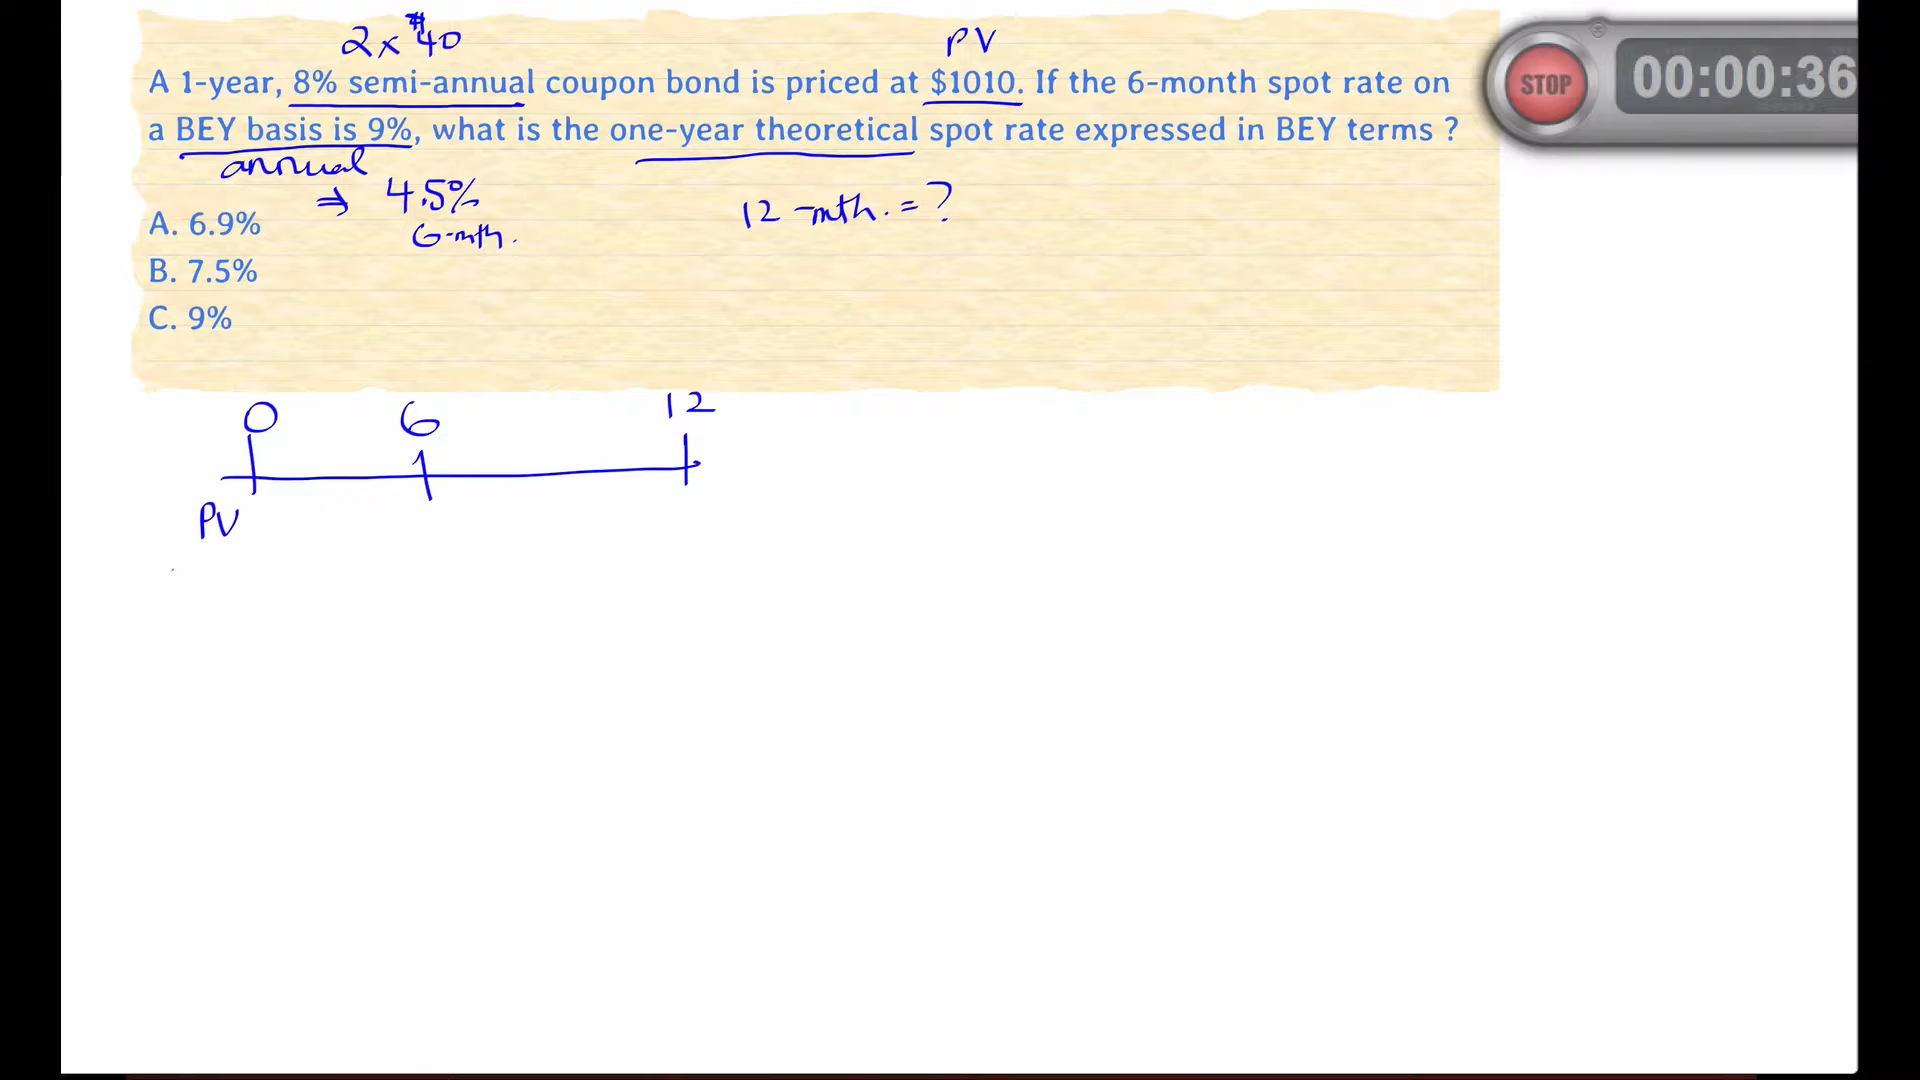 2 x $40
PV
A 1-year, 8% semi-annual coupon bond is priced at $1010. If the 6-month spot rate on
a BEY basis is 9%, what is the one-year theoretical spot rate expressed in BEY terms ?
annual
⇒ 4.5%
6-mth.
12-mth. = ?
A. 6.9%
B. 7.5%
C. 9%
0 6 12
PV
STOP
00:00:36